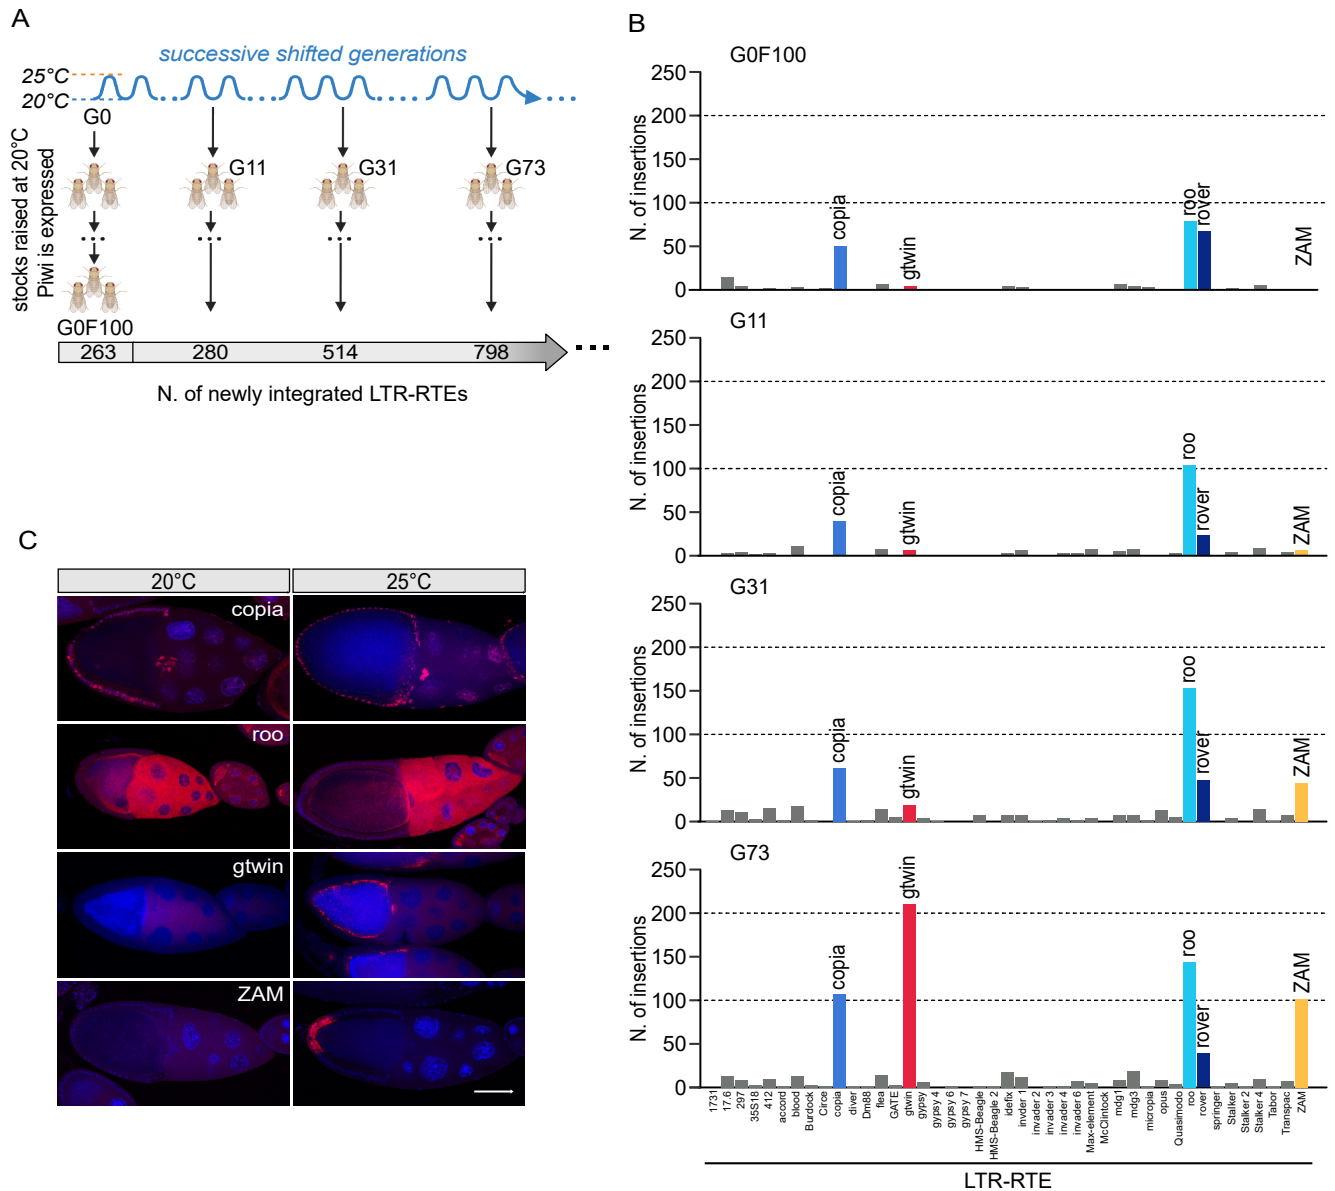 A
successive shifted generations
25°C
20°C
G0
G11
G31
G73
stocks raised at 20°C
Piwi is expressed
G0F100
263
280
514
798
N. of newly integrated LTR-RTEs
B
G0F100
N. of insertions
250
200
150
100
50
0
copia
gtwin
roo
rover
ZAM
G11
N. of insertions
250
200
150
100
50
0
copia
gtwin
roo
rover
ZAM
G31
N. of insertions
250
200
150
100
50
0
copia
gtwin
roo
rover
ZAM
G73
N. of insertions
250
200
150
100
50
0
copia
gtwin
roo
rover
ZAM
1731
17.6
297
3S18
412
accord
blood
Burdock
Circe
copia
diver
Dm88
flea
GATE
gtwin
gypsy
gypsy 4
gypsy 6
gypsy 7
HMS-Beagle
HMS-Beagle 2
idefix
invder 1
invader 2
invader 3
invader 4
invader 6
Max-element
McClintock
mdg1
mdg3
micropia
opus
Quasimodo
roo
rover
springer
Stalker
Stalker 2
Stalker 4
Tabor
Transpac
ZAM
LTR-RTE
C
20°C
25°C
copia
roo
gtwin
ZAM